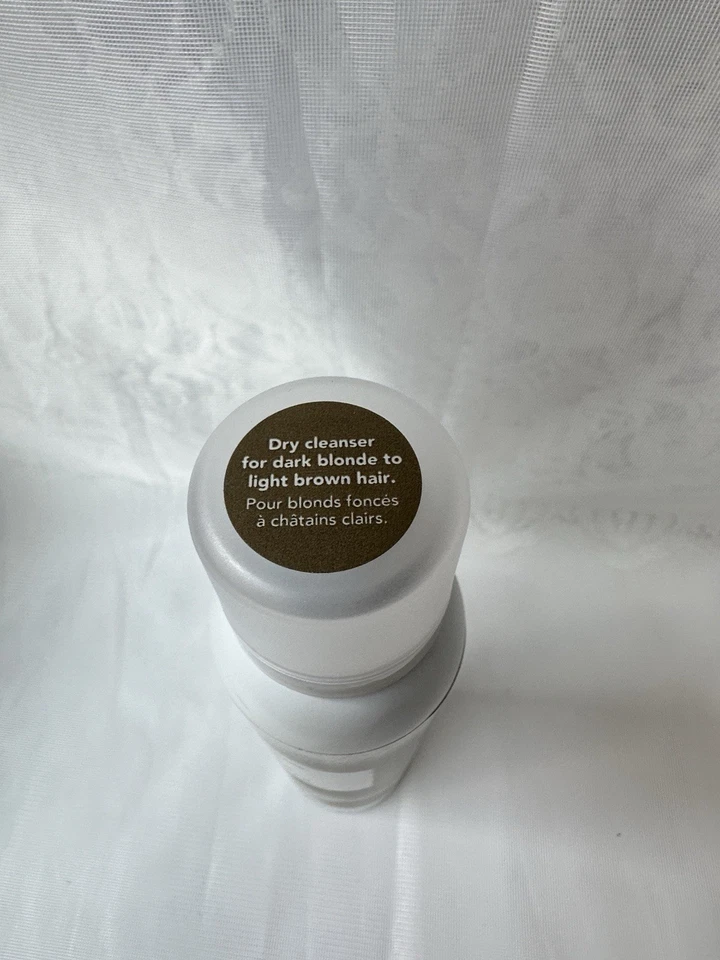 Dry cleanser
for dark blonde to
light brown hair.
Pour blonds foncés
à châtains clairs.